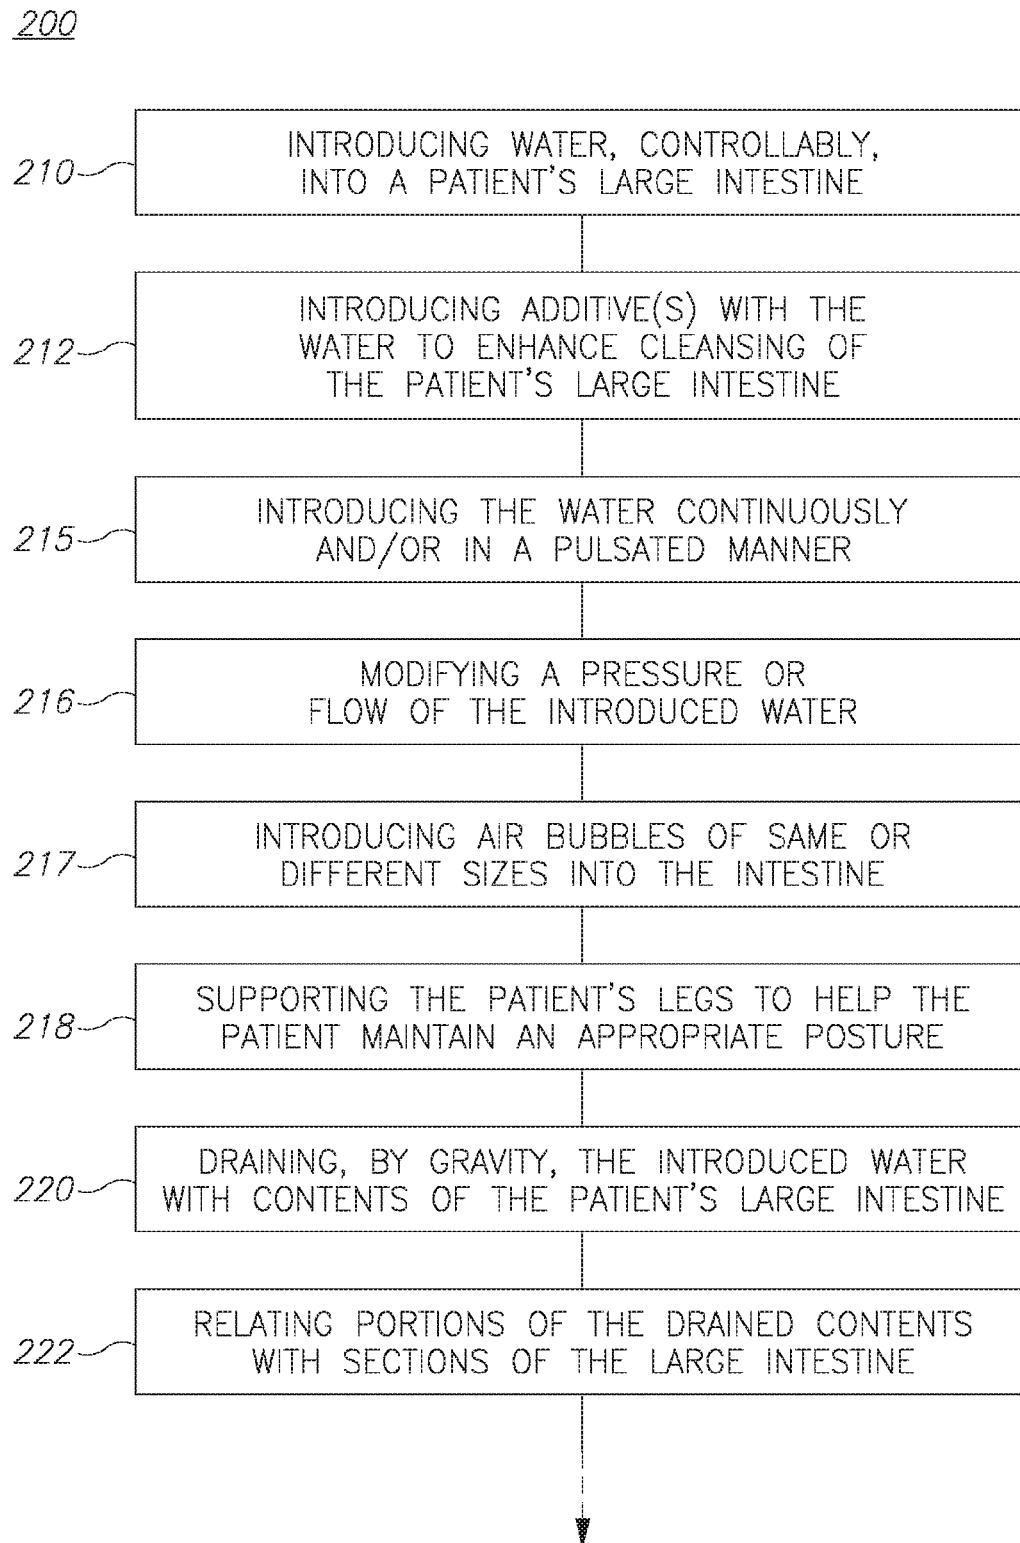 200
210
INTRODUCING WATER, CONTROLLABLY,
INTO A PATIENT'S LARGE INTESTINE
212
INTRODUCING ADDITIVE(S) WITH THE
WATER TO ENHANCE CLEANSING OF
THE PATIENT'S LARGE INTESTINE
215
INTRODUCING THE WATER CONTINUOUSLY
AND/OR IN A PULSATED MANNER
216
MODIFYING A PRESSURE OR
FLOW OF THE INTRODUCED WATER
217
INTRODUCING AIR BUBBLES OF SAME OR
DIFFERENT SIZES INTO THE INTESTINE
218
SUPPORTING THE PATIENT'S LEGS TO HELP THE
PATIENT MAINTAIN AN APPROPRIATE POSTURE
220
DRAINING, BY GRAVITY, THE INTRODUCED WATER
WITH CONTENTS OF THE PATIENT'S LARGE INTESTINE
222
RELATING PORTIONS OF THE DRAINED CONTENTS
WITH SECTIONS OF THE LARGE INTESTINE